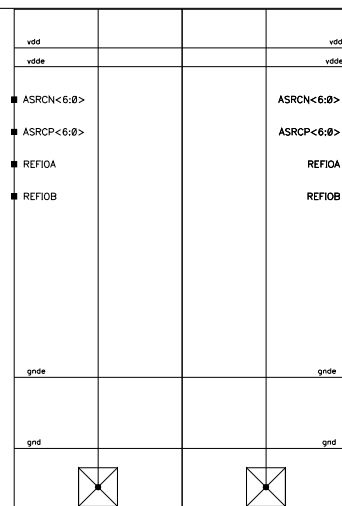 vdd vdd
vdde vdde
ASRCN<6:0> ASRCN<6:0>
ASRCP<6:0> ASRCP<6:0>
REFIOA REFIOA
REFIOB REFIOB
gnde gnde
gnd gnd